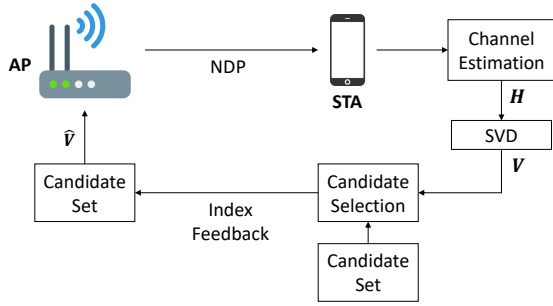 AP
NDP
STA
Channel
Estimation
H
SVD
V
V̂
Candidate
Set
Index
Feedback
Candidate
Selection
Candidate
Set